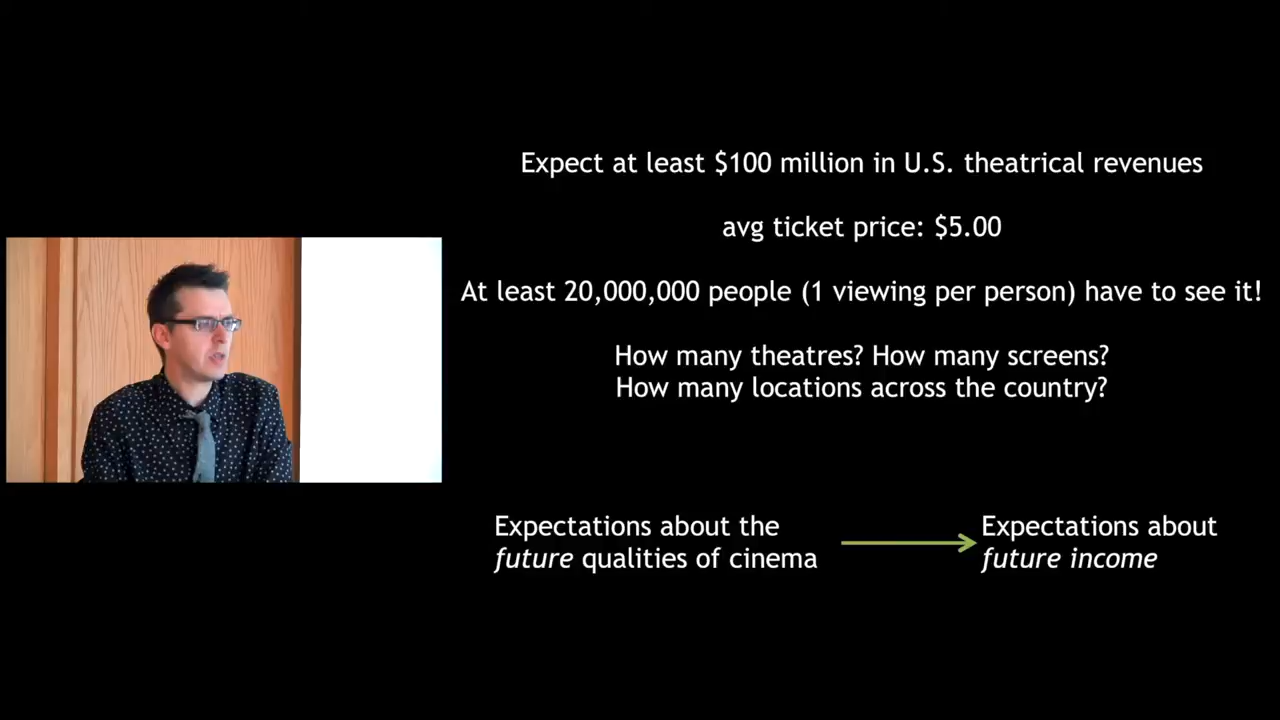 Expect at least $100 million in U.S. theatrical revenues
avg ticket price: $5.00
At least 20,000,000 people (1 viewing per person) have to see it!
How many theatres? How many screens?
How many locations across the country?
Expectations about the
future qualities of cinema
Expectations about
future income